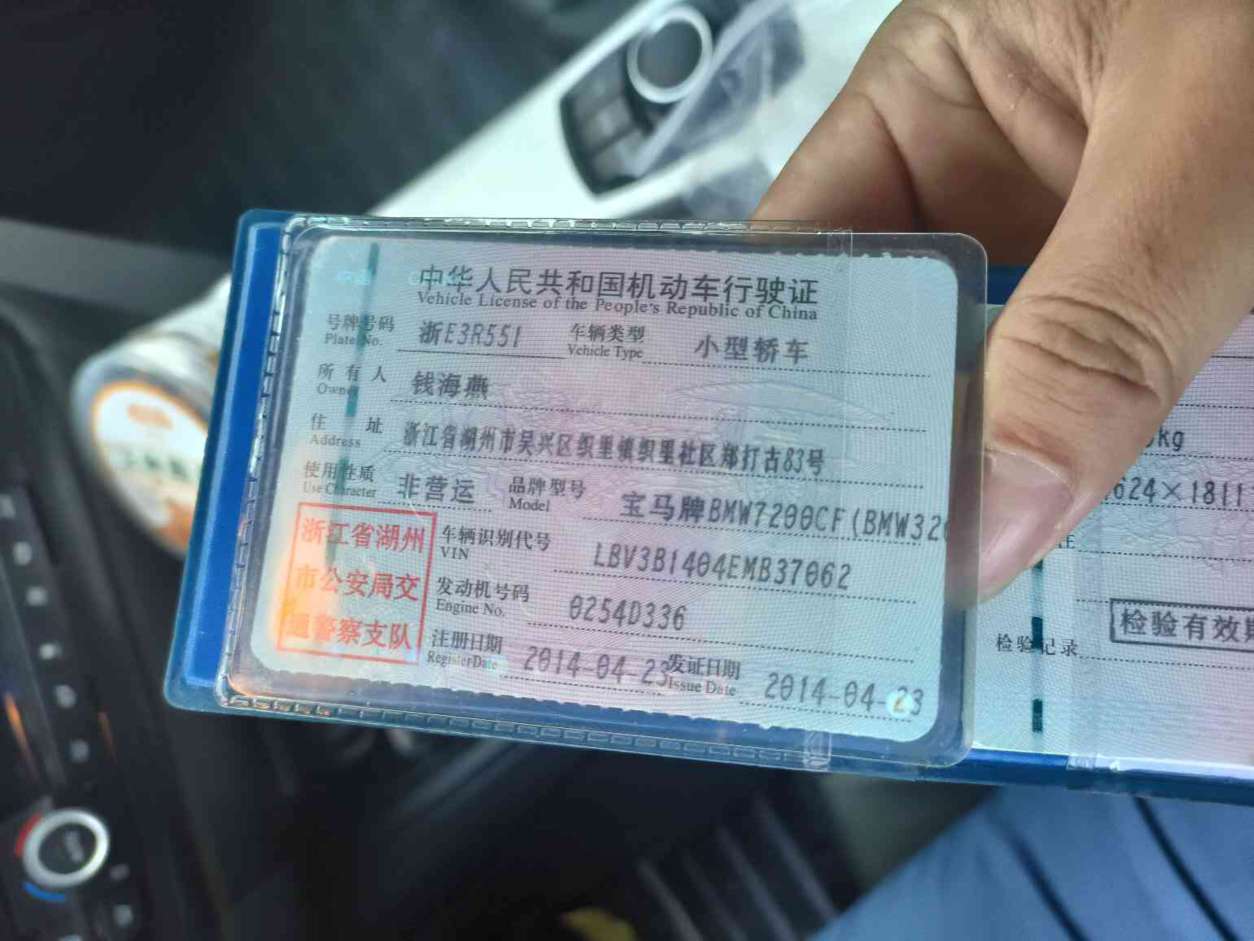 中华人民共和国机动车行驶证
Vehicle License of the People's Republic of China
号牌号码 浙E3R551 车辆类型 小型轿车
Plate No. Vehicle Type
所有人 钱海燕
Owner
住址 浙江省湖州市吴兴区织里镇织里社区郑打古83号
Address
使用性质 非营运 品牌型号 宝马牌BMW7200CF(BMW320
Use Character Model
浙江省湖州
市公安局交
通警察支队
车辆识别代号 LBV3B1404EMB37062
VIN
发动机号码 0254D336
Engine No.
注册日期 2014-04-23 发证日期 2014-04-23
Register Date Issue Date
kg
624×1811
检验记录
检验有效期